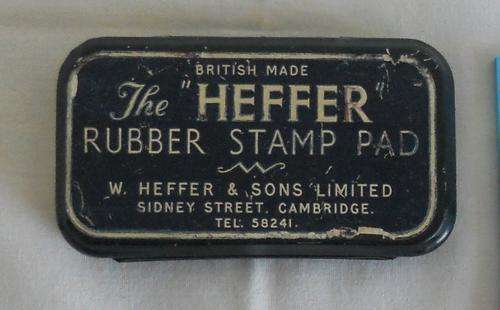 BRITISH MADE
The "HEFFER"
RUBBER STAMP PAD
W. HEFFER & SONS LIMITED
SIDNEY STREET, CAMBRIDGE.
TEL. 58241.